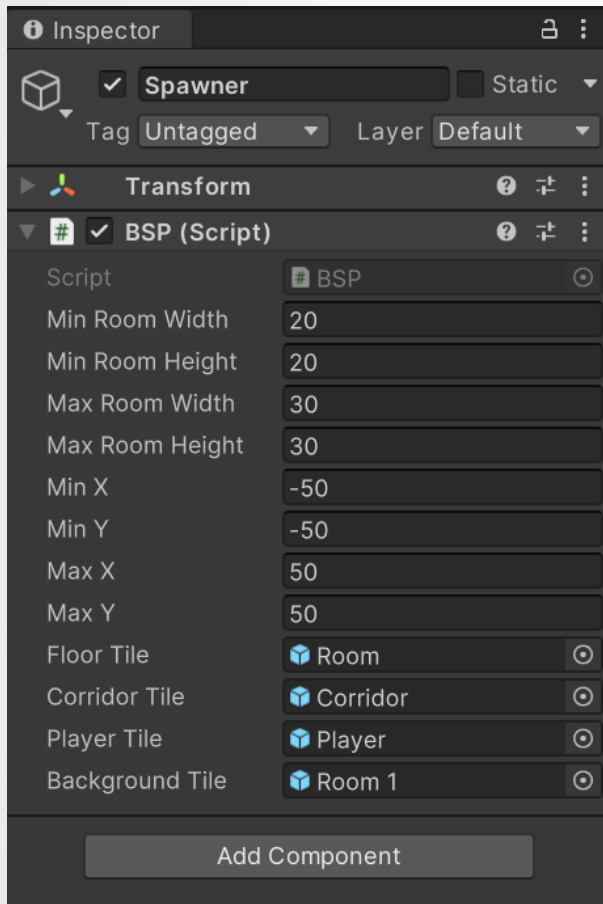 Inspector
Spawner Static
Tag Untagged Layer Default
Transform
# BSP (Script)
Script # BSP
Min Room Width 20
Min Room Height 20
Max Room Width 30
Max Room Height 30
Min X -50
Min Y -50
Max X 50
Max Y 50
Floor Tile Room
Corridor Tile Corridor
Player Tile Player
Background Tile Room 1
Add Component